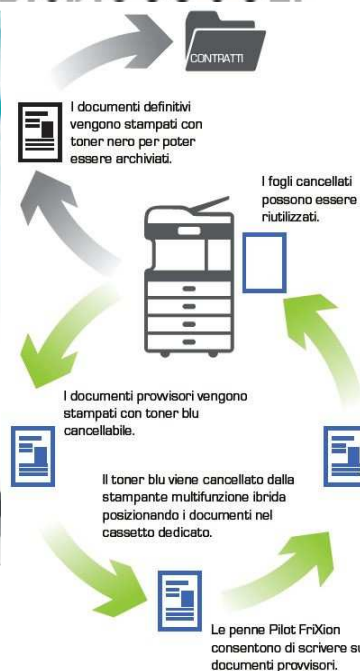 CONTRATTI
I documenti definitivi
vengono stampati con
toner nero per poter
essere archiviati.
I fogli cancellati
possono essere
riutilizzati.
I documenti provvisori vengono
stampati con toner blu
cancellabile.
Il toner blu viene cancellato dalla
stampante multifunzione ibrida
posizionando i documenti nel
cassetto dedicato.
Le penne Pilot FriXion
consentono di scrivere su
documenti provvisori.